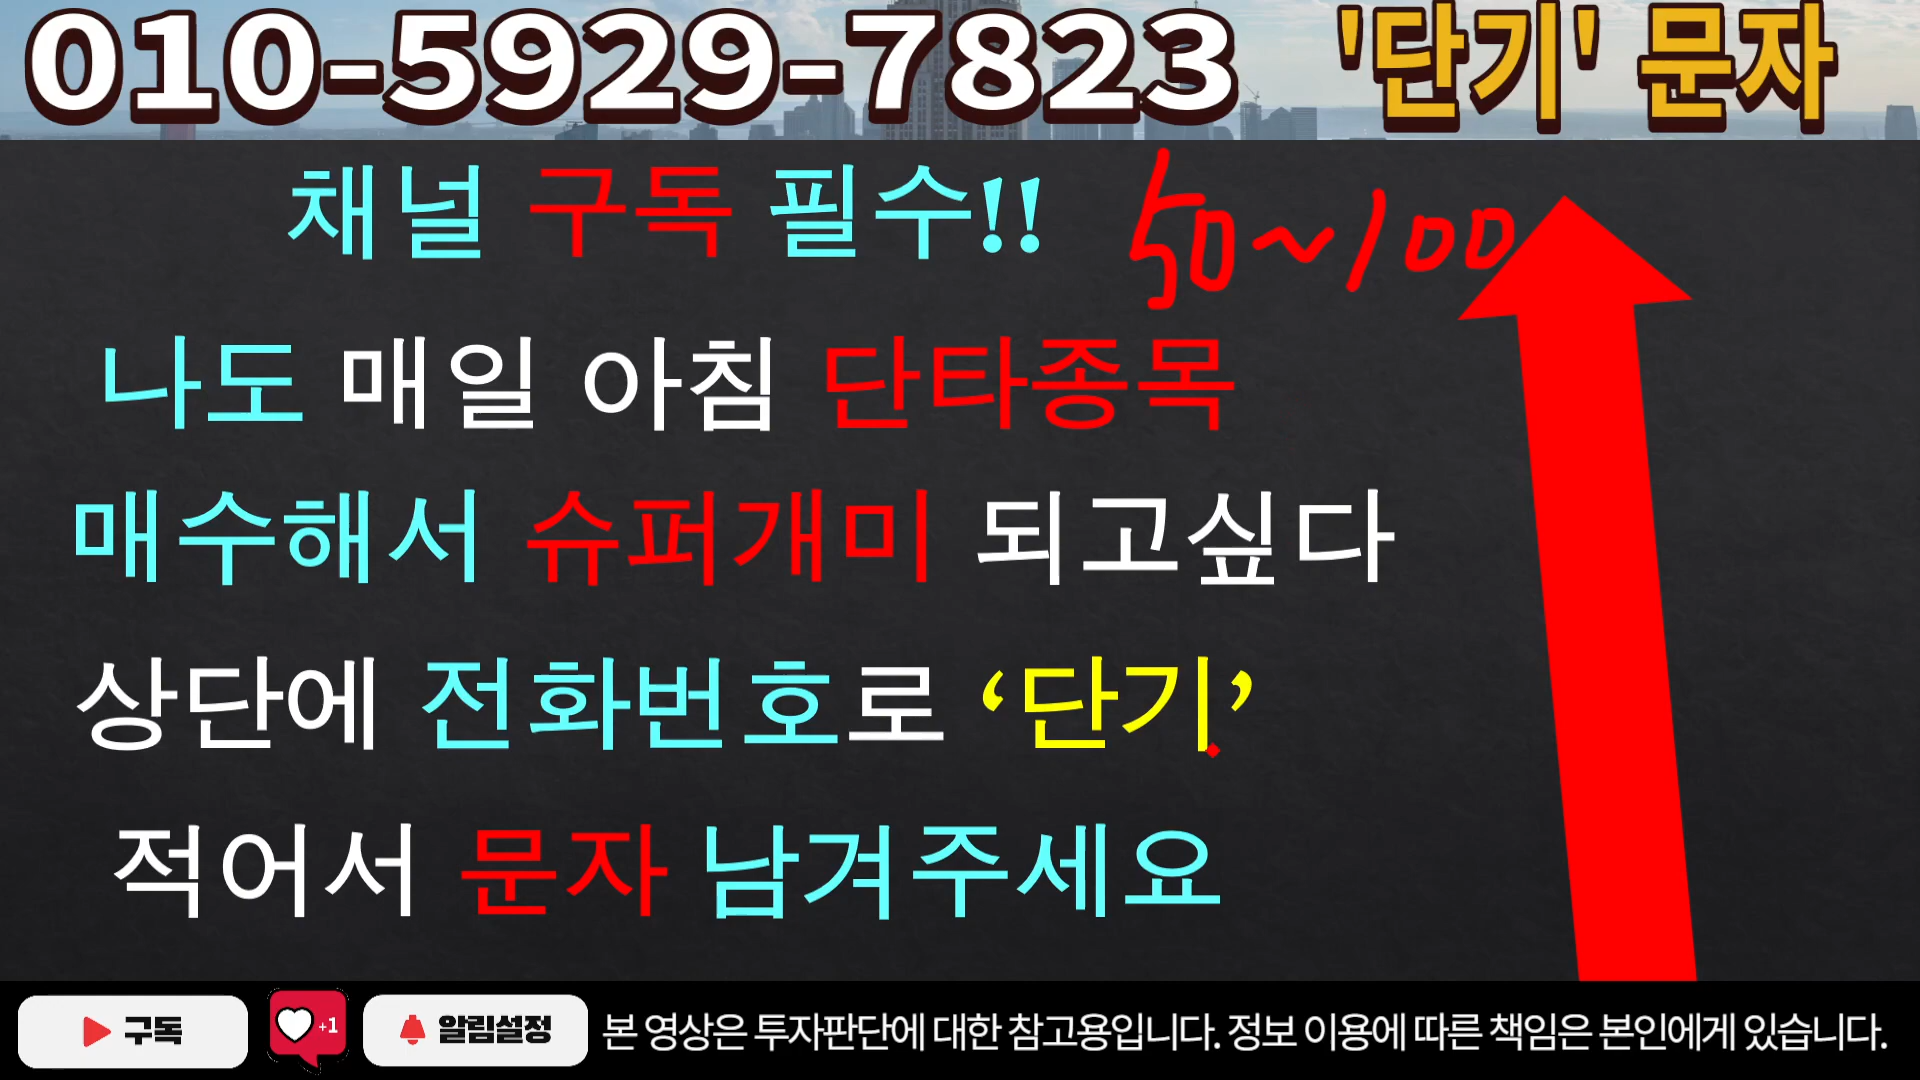 010-5929-7823 '단기' 문자
채널 구독 필수!! 50~100
나도 매일 아침 단타종목
매수해서 슈퍼개미 되고싶다
상단에 전화번호로 ‘단기’
적어서 문자 남겨주세요
구독 +1 알림설정 본 영상은 투자판단에 대한 참고용입니다. 정보 이용에 따른 책임은 본인에게 있습니다.